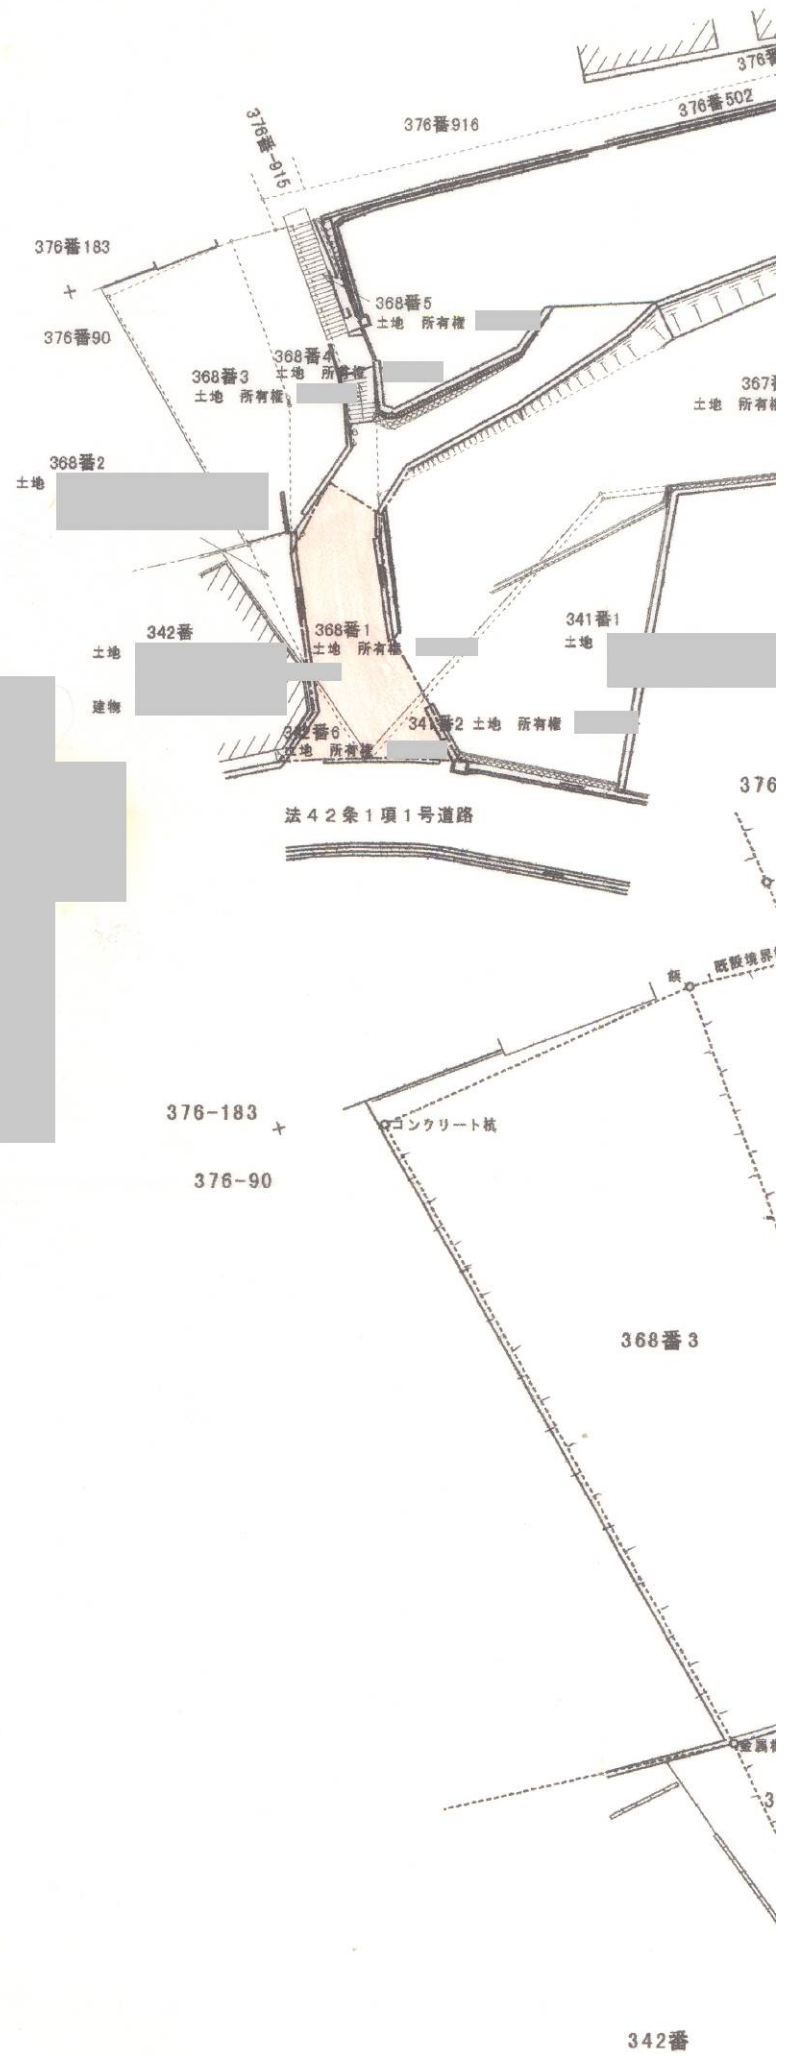 376番
376番502
376番916
376番-915
376番183
376番90
368番5
土地 所有権
368番4
土地 所有権
368番3
土地 所有権
367
土地 所有権
368番2
土地
342番
土地
建物
368番1
土地 所有権
341番1
土地
341番2 土地 所有権
342番6
土地 所有権
376
法42条1項1号道路
既設境界
鋲
376-183
コンクリート杭
376-90
368番3
金属
3
342番